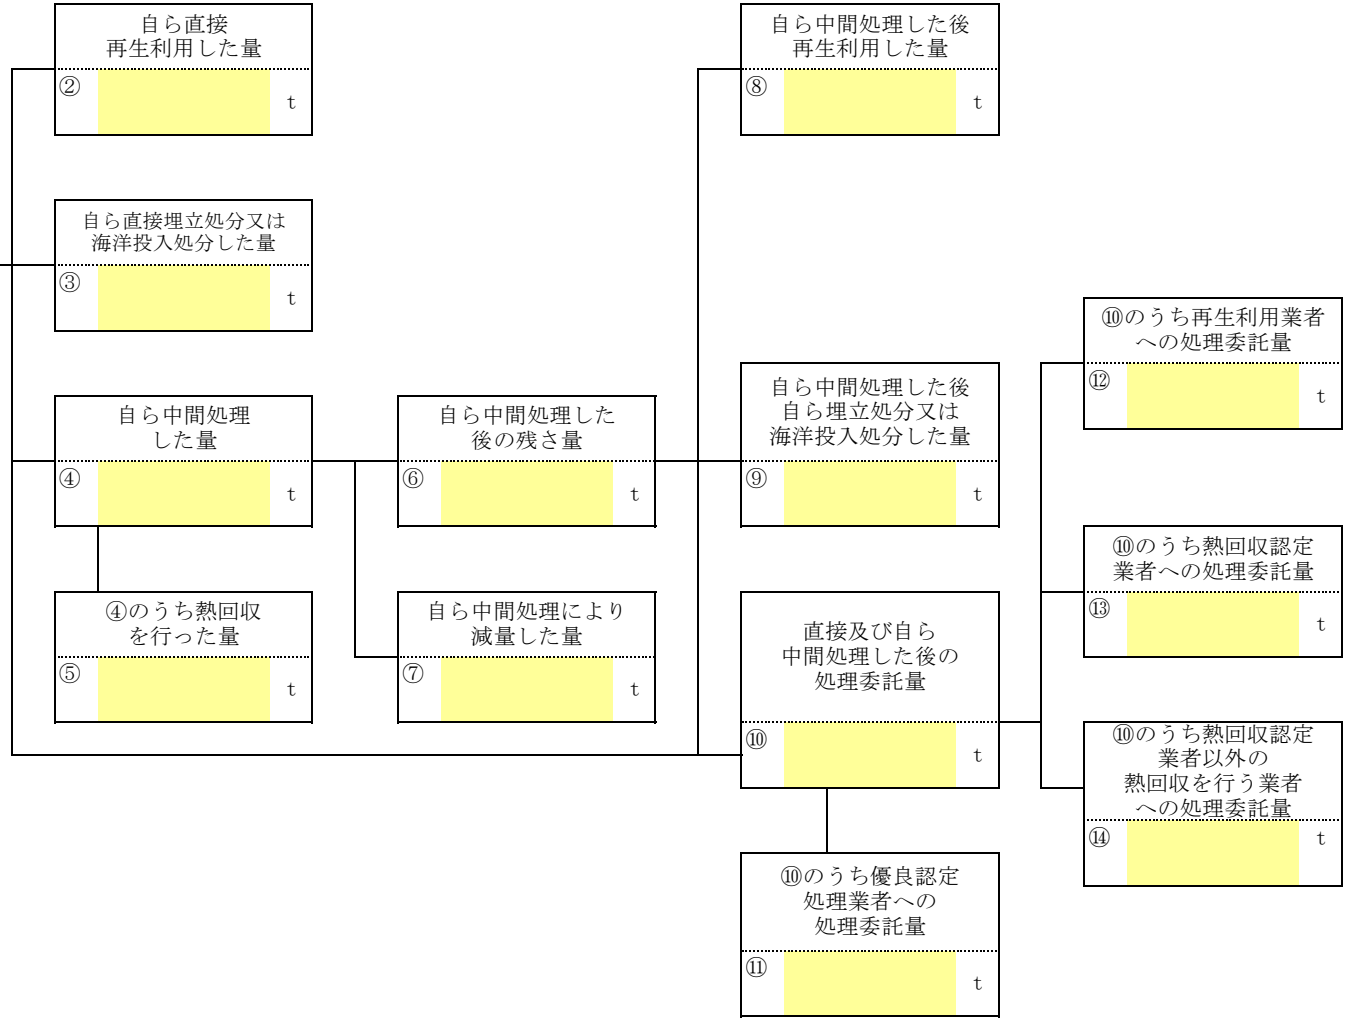 自ら直接
再生利用した量
②
t
自ら中間処理した後
再生利用した量
⑧
t
自ら直接埋立処分又は
海洋投入処分した量
③
t
⑩のうち再生利用業者
への処理委託量
⑫
t
自ら中間処理
した量
④
t
自ら中間処理した
後の残さ量
⑥
t
自ら中間処理した後
自ら埋立処分又は
海洋投入処分した量
⑨
t
⑩のうち熱回収認定
業者への処理委託量
⑬
t
④のうち熱回収
を行った量
⑤
t
自ら中間処理により
減量した量
⑦
t
直接及び自ら
中間処理した後の
処理委託量
⑩
t
⑩のうち熱回収認定
業者以外の
熱回収を行う業者
への処理委託量
⑭
t
⑩のうち優良認定
処理業者への
処理委託量
⑪
t